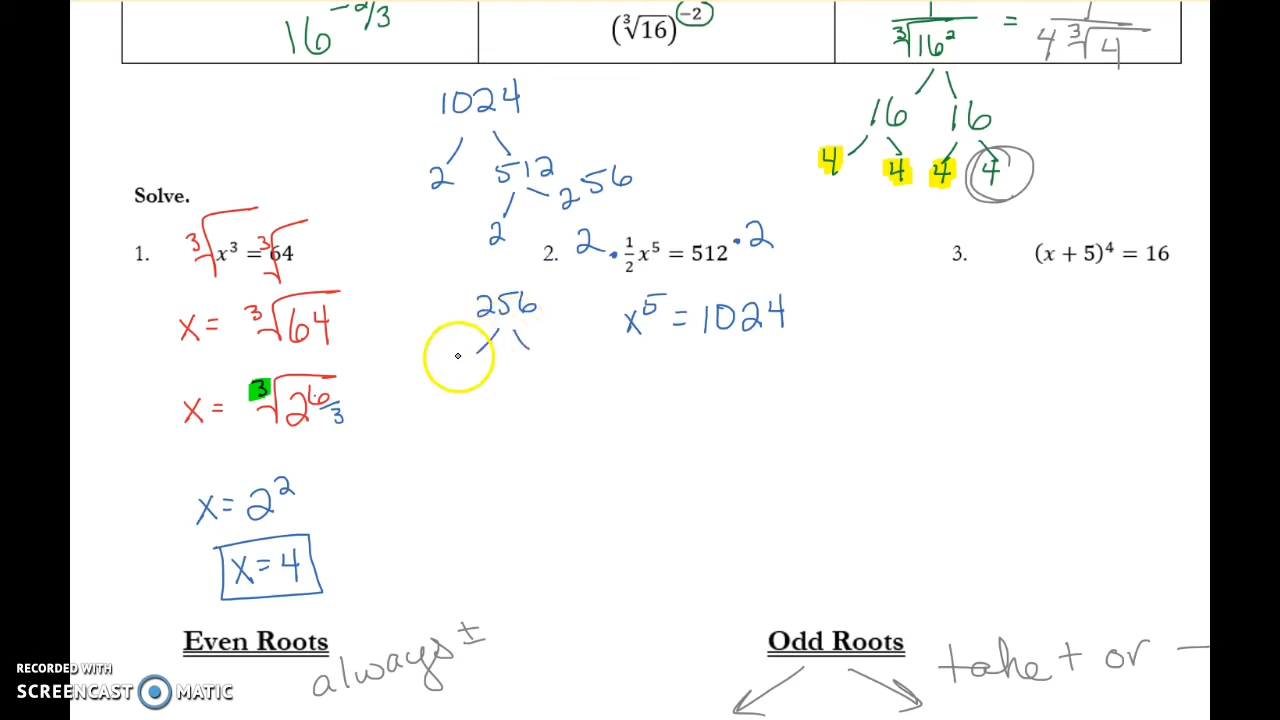 16^{-2/3}
(∛16)^{-2}
1/∛16² = 1/4∛4
16 16
4 4 4 4
1024
2 512
2 256
256
Solve.
1. ∛x³ = ∛64
x = ∛64
x = ∛2^{6/3}
x = 2²
x = 4
2. 2 · ½x⁵ = 512 · 2
x⁵ = 1024
3. (x + 5)⁴ = 16
Even Roots
always ±
Odd Roots
take + or −
RECORDED WITH
SCREENCAST MATIC